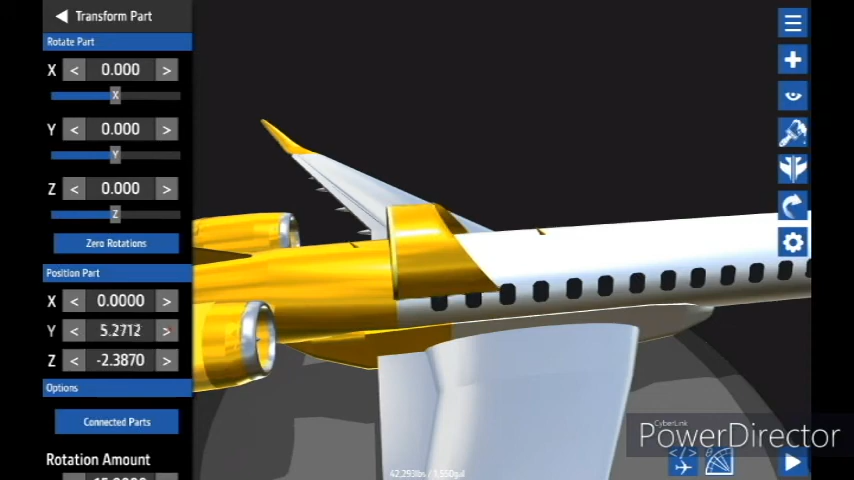 Transform Part
Rotate Part
X < 0.000 >
X
Y < 0.000 >
Y
Z < 0.000 >
Z
Zero Rotations
Position Part
X < 0.0000 >
Y < 5.2712 >
Z < -2.3870 >
Options
Connected Parts
Rotation Amount
CyberLink
PowerDirector